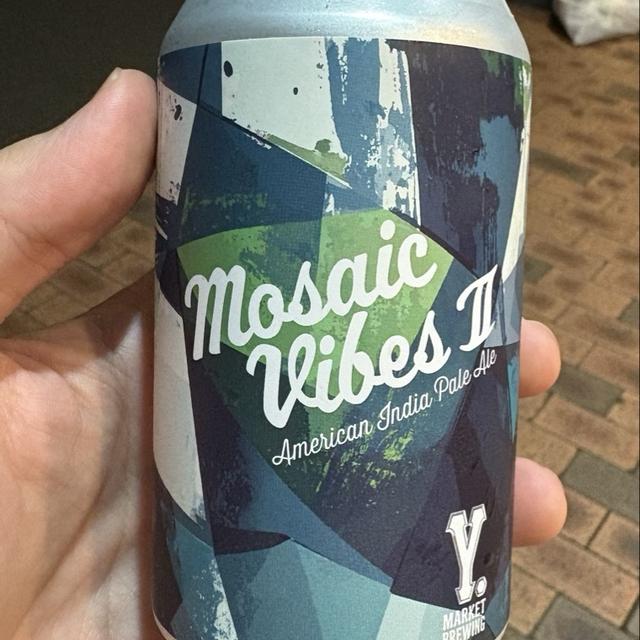 Mosaic
Vibes II
American India Pale Ale
Y.
MARKET
BREWING